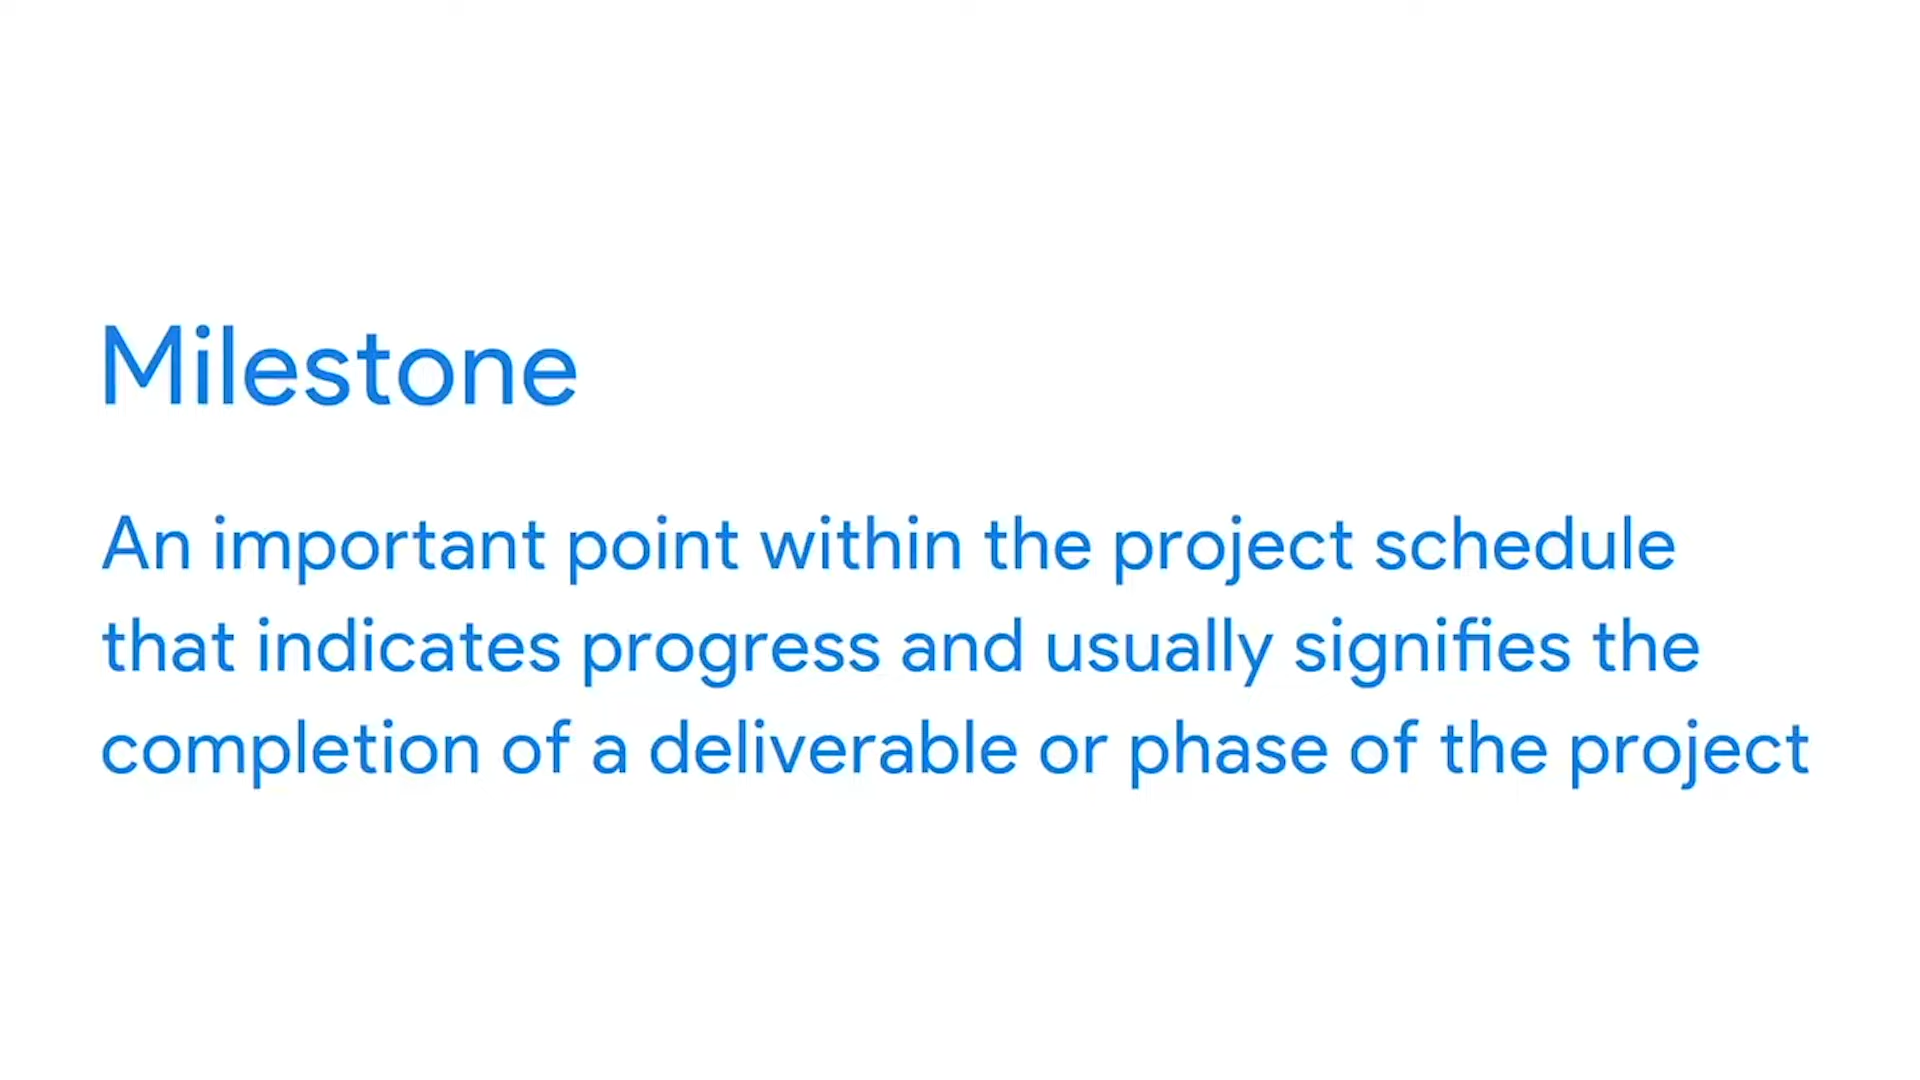 Milestone
An important point within the project schedule
that indicates progress and usually signifies the
completion of a deliverable or phase of the project